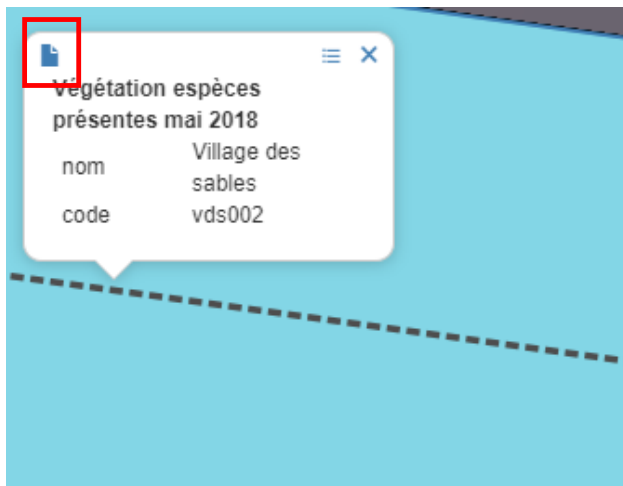 Végétation espèces
présentes mai 2018
nom Village des
sables
code vds002